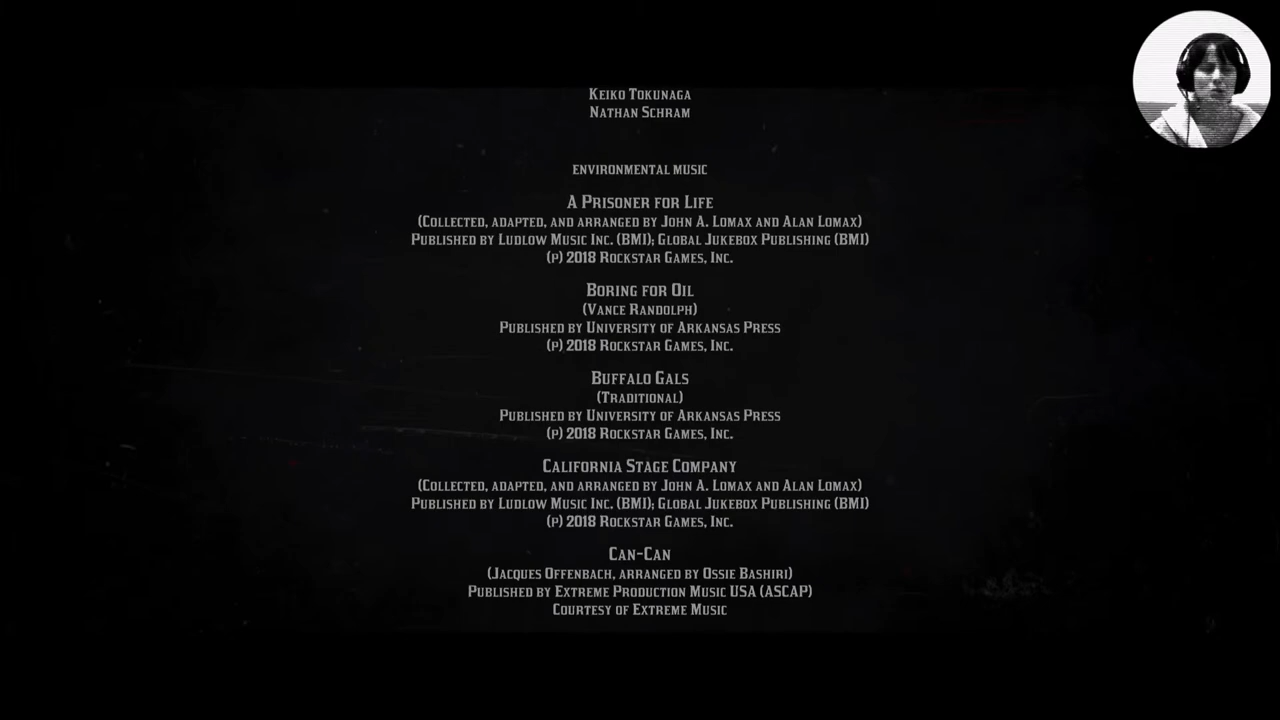 Keiko Tokunaga
Nathan Schram
environmental music
A Prisoner for Life
(Collected, adapted, and arranged by John A. Lomax and Alan Lomax)
Published by Ludlow Music Inc. (BMI); Global Jukebox Publishing (BMI)
(p) 2018 Rockstar Games, Inc.
Boring for Oil
(Vance Randolph)
Published by University of Arkansas Press
(p) 2018 Rockstar Games, Inc.
Buffalo Gals
(Traditional)
Published by University of Arkansas Press
(p) 2018 Rockstar Games, Inc.
California Stage Company
(Collected, adapted, and arranged by John A. Lomax and Alan Lomax)
Published by Ludlow Music Inc. (BMI); Global Jukebox Publishing (BMI)
(p) 2018 Rockstar Games, Inc.
Can-Can
(Jacques Offenbach, arranged by Ossie Bashiri)
Published by Extreme Production Music USA (ASCAP)
Courtesy of Extreme Music